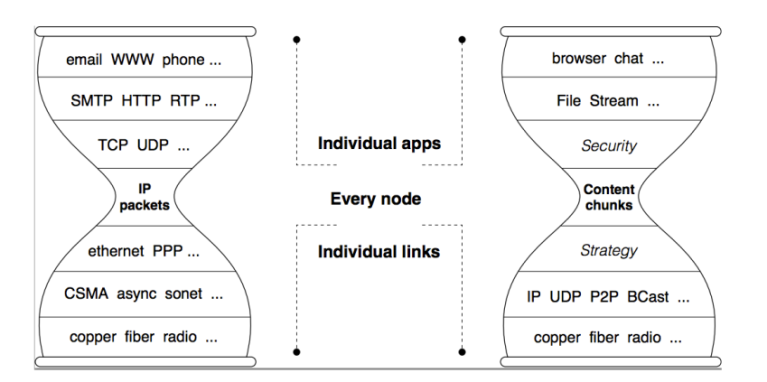 email WWW phone ...
SMTP HTTP RTP ...
TCP UDP ...
IP
packets
ethernet PPP ...
CSMA async sonet ...
copper fiber radio ...
Individual apps
Every node
Individual links
browser chat ...
File Stream ...
Security
Content
chunks
Strategy
IP UDP P2P BCast ...
copper fiber radio ...